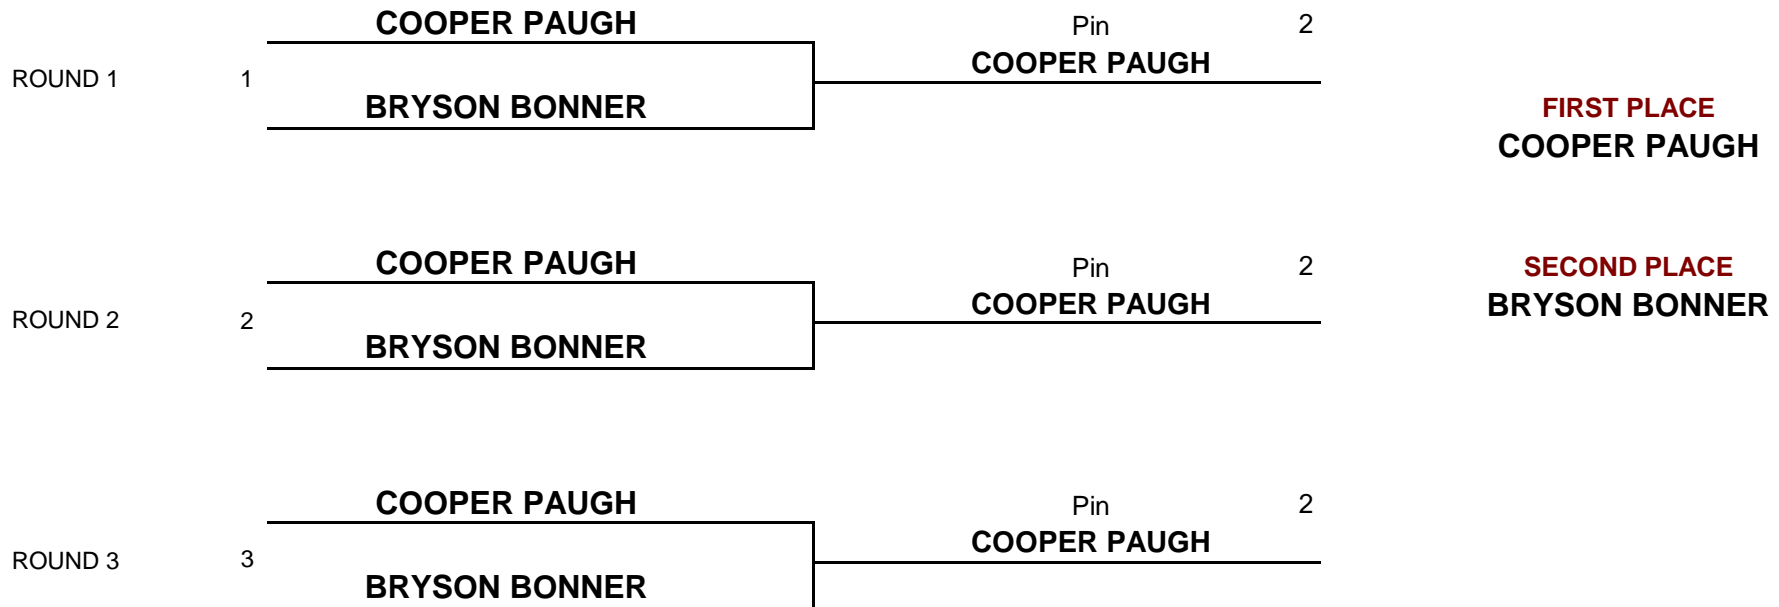 COOPER PAUGH
Pin 2
COOPER PAUGH
ROUND 1 1
BRYSON BONNER
FIRST PLACE
COOPER PAUGH
COOPER PAUGH
Pin 2
SECOND PLACE
COOPER PAUGH
BRYSON BONNER
ROUND 2 2
BRYSON BONNER
COOPER PAUGH
Pin 2
COOPER PAUGH
ROUND 3 3
BRYSON BONNER